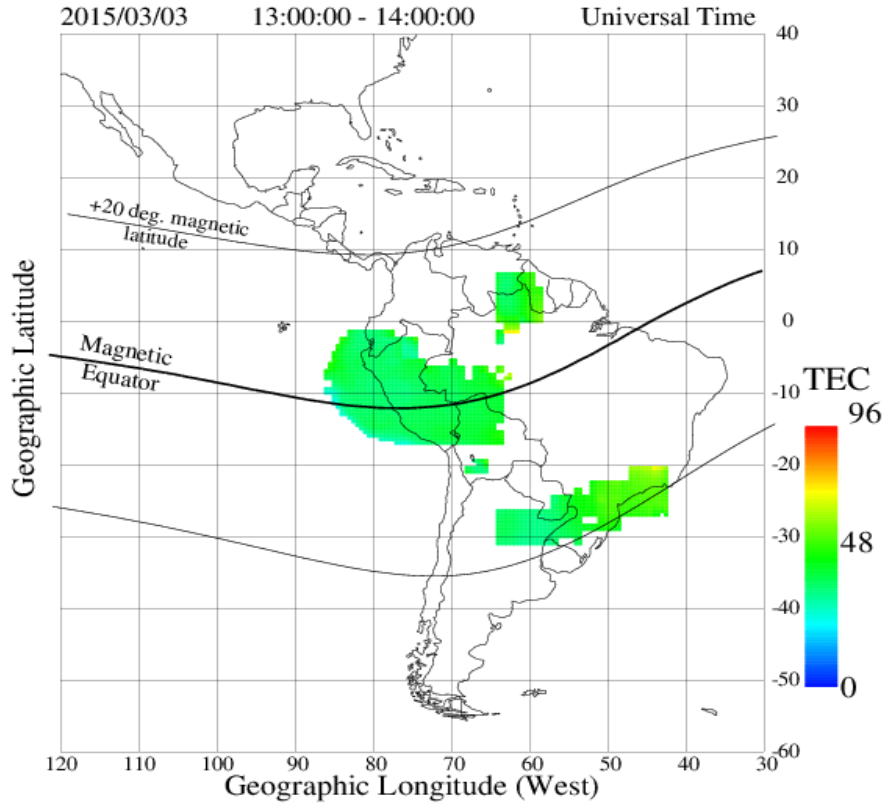 2015/03/03 13:00:00 - 14:00:00 Universal Time
40
30
20
10
0
-10
-20
-30
-40
-50
-60
+20 deg. magnetic
latitude
Magnetic
Equator
Geographic Latitude
TEC
96
48
0
120 110 100 90 80 70 60 50 40 30
Geographic Longitude (West)